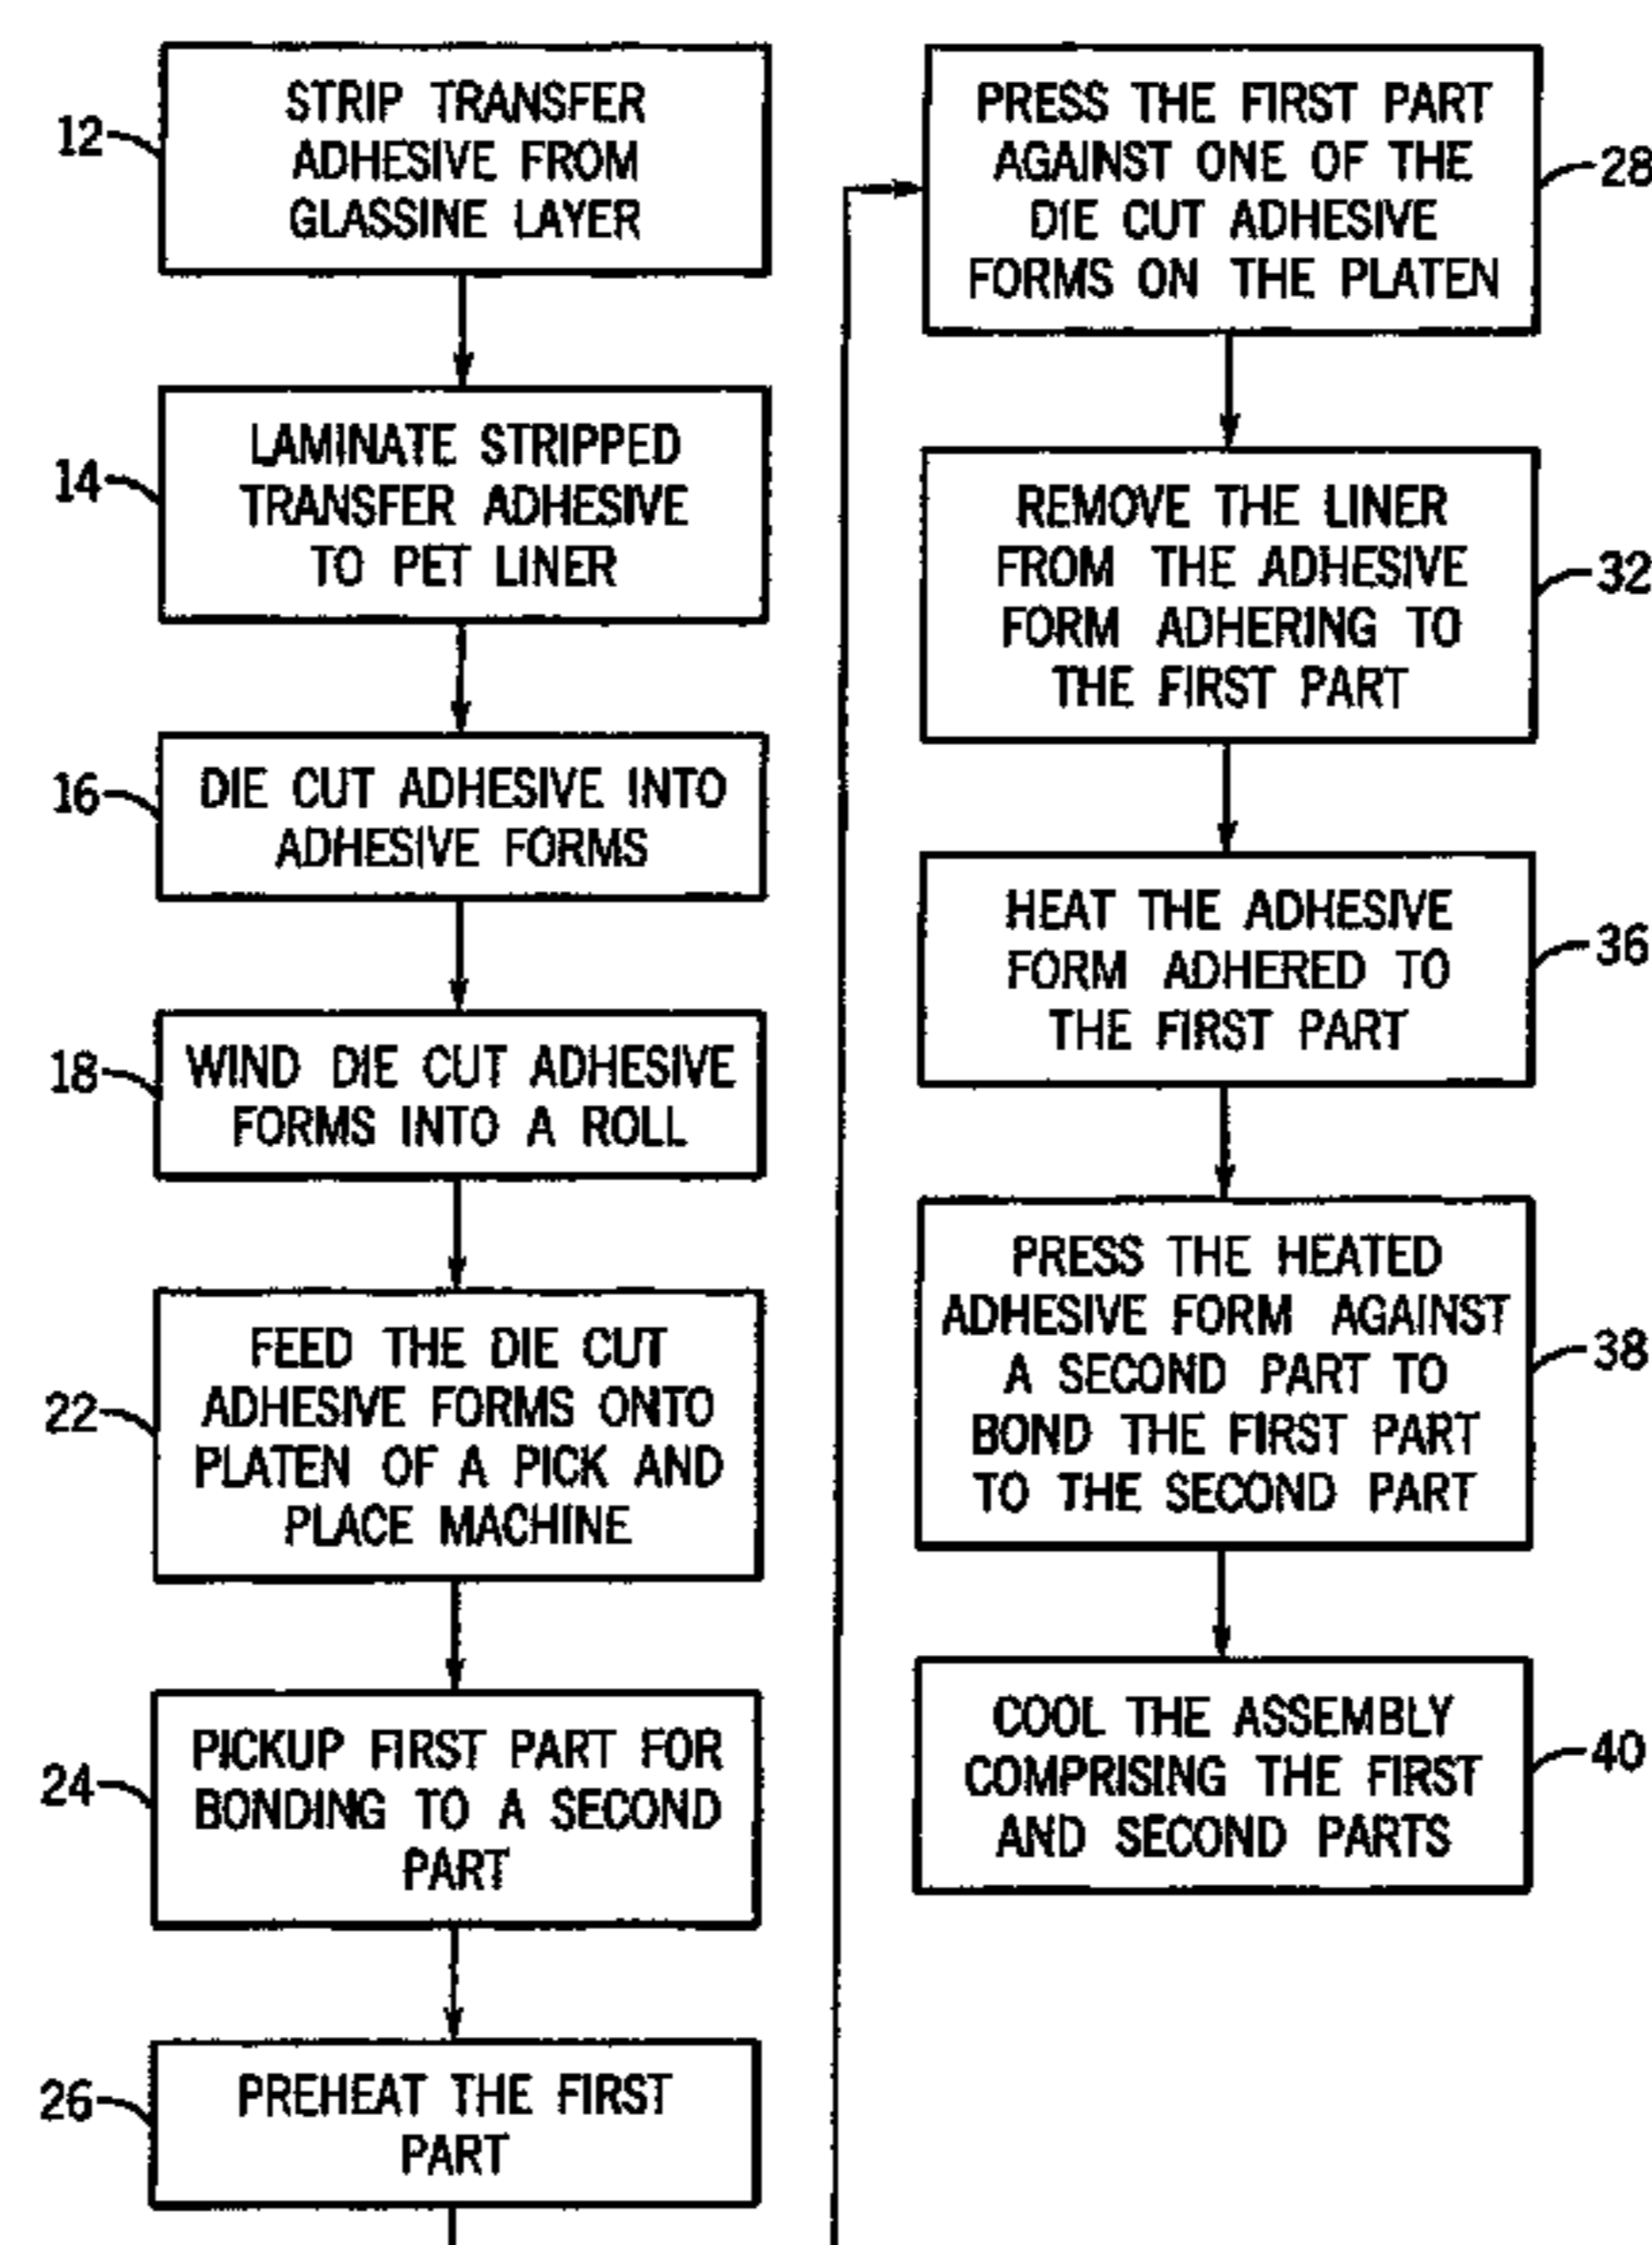 12
STRIP TRANSFER
ADHESIVE FROM
GLASSINE LAYER
14
LAMINATE STRIPPED
TRANSFER ADHESIVE
TO PET LINER
16
DIE CUT ADHESIVE INTO
ADHESIVE FORMS
18
WIND DIE CUT ADHESIVE
FORMS INTO A ROLL
22
FEED THE DIE CUT
ADHESIVE FORMS ONTO
PLATEN OF A PICK AND
PLACE MACHINE
24
PICKUP FIRST PART FOR
BONDING TO A SECOND
PART
26
PREHEAT THE FIRST
PART
PRESS THE FIRST PART
AGAINST ONE OF THE
DIE CUT ADHESIVE
FORMS ON THE PLATEN
28
REMOVE THE LINER
FROM THE ADHESIVE
FORM ADHERING TO
THE FIRST PART
32
HEAT THE ADHESIVE
FORM ADHERED TO
THE FIRST PART
36
PRESS THE HEATED
ADHESIVE FORM AGAINST
A SECOND PART TO
BOND THE FIRST PART
TO THE SECOND PART
38
COOL THE ASSEMBLY
COMPRISING THE FIRST
AND SECOND PARTS
40